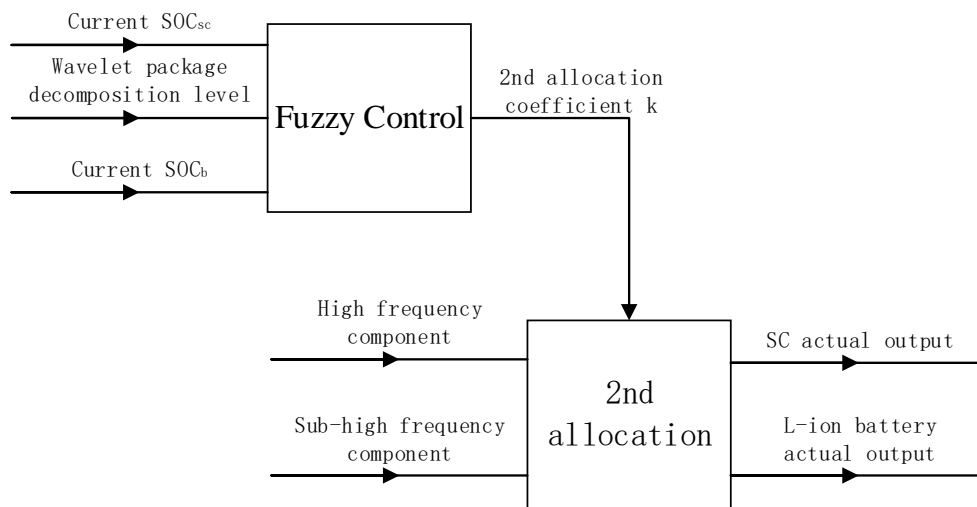 Current SOCsc
Wavelet package
decomposition level
Current SOCb
Fuzzy Control
2nd allocation
coefficient k
High frequency
component
Sub-high frequency
component
2nd
allocation
SC actual output
L-ion battery
actual output